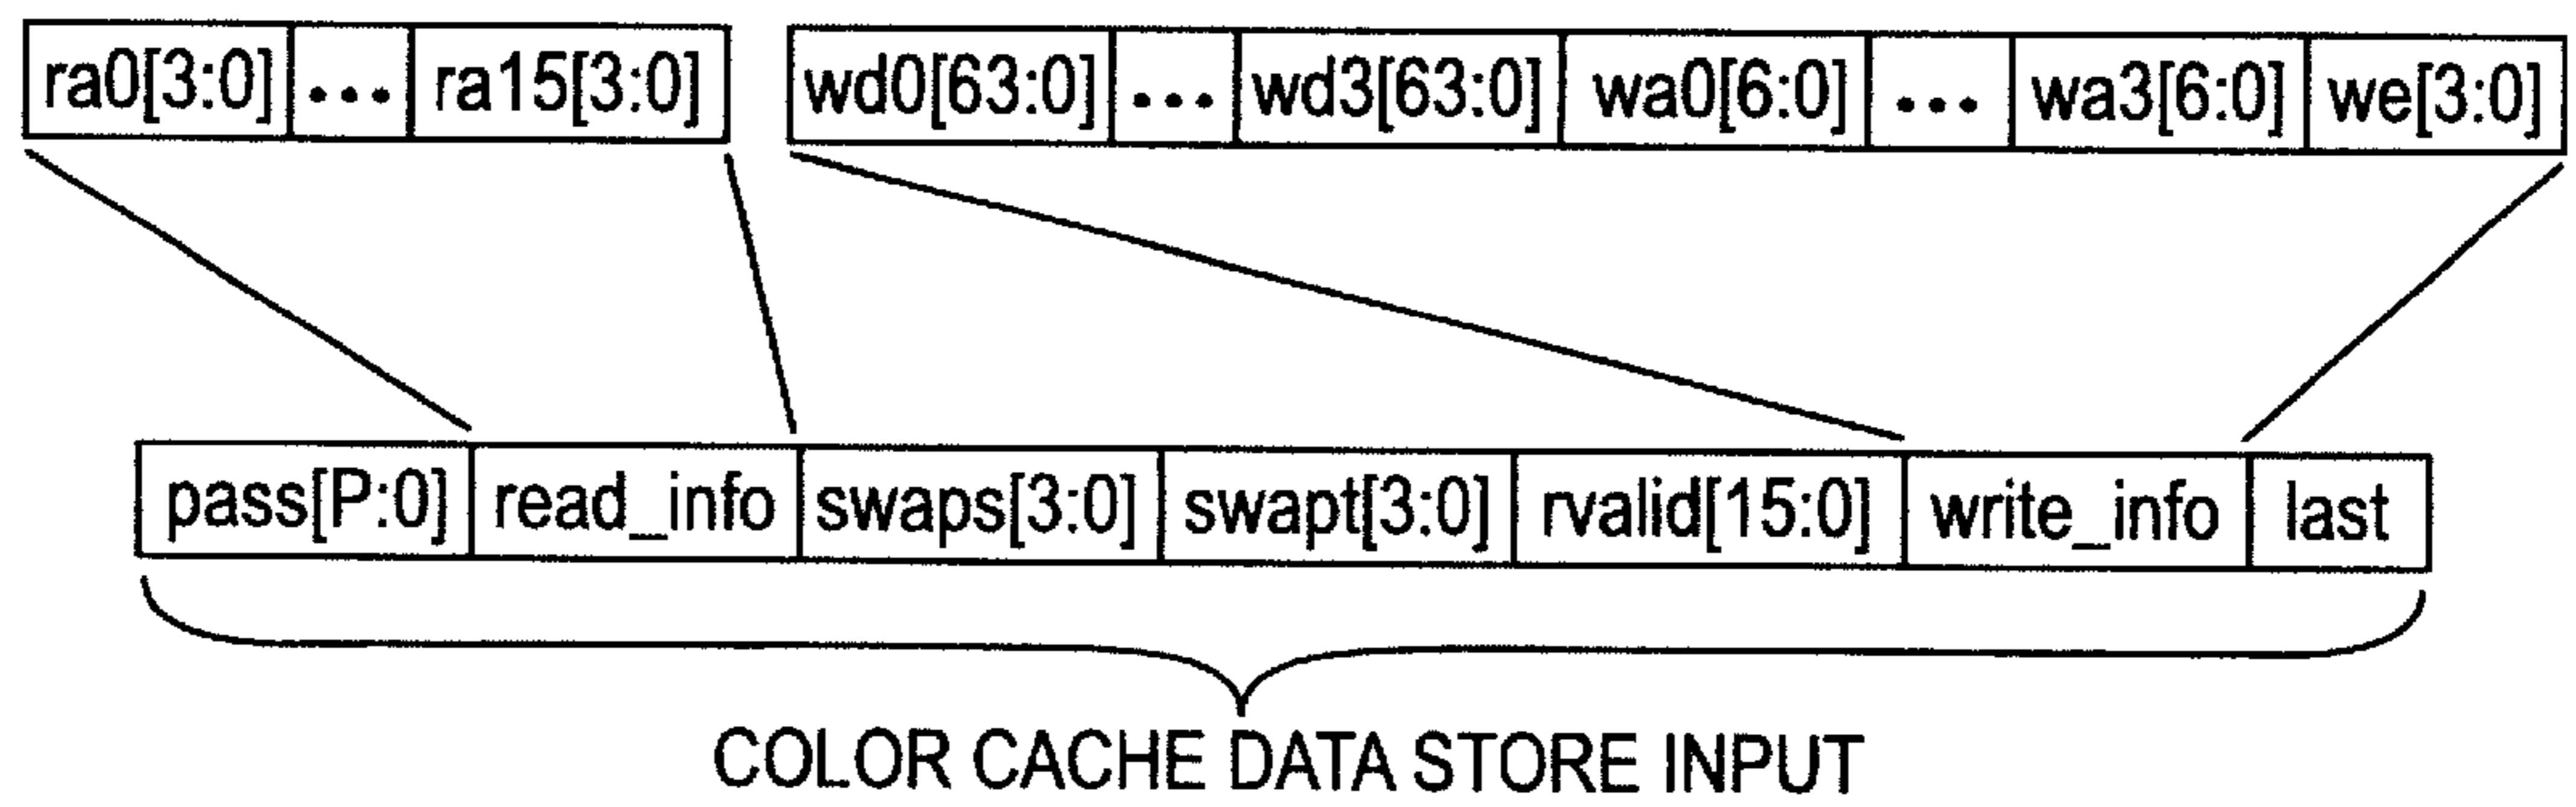 ra0[3:0] ... ra15[3:0] wd0[63:0] ... wd3[63:0] wa0[6:0] ... wa3[6:0] we[3:0]
pass[P:0] read_info swaps[3:0] swapt[3:0] rvalid[15:0] write_info last
COLOR CACHE DATA STORE INPUT